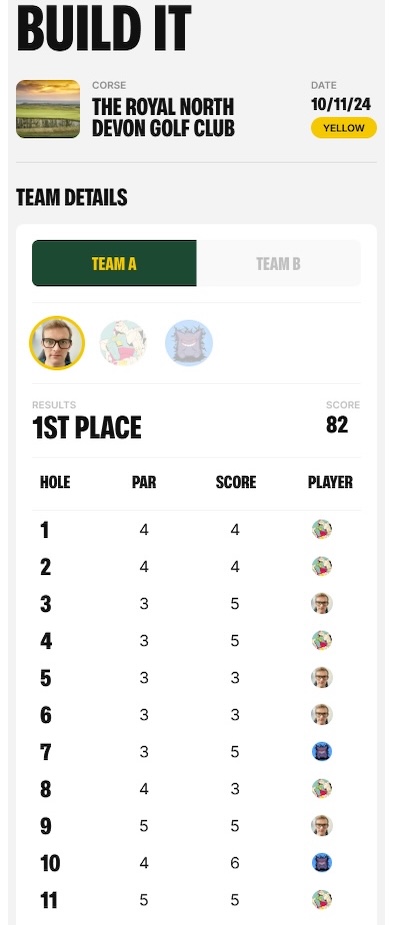 BUILD IT
CORSE
THE ROYAL NORTH
DEVON GOLF CLUB
DATE
10/11/24
YELLOW
TEAM DETAILS
TEAM A TEAM B
RESULTS SCORE
1ST PLACE 82
HOLE PAR SCORE PLAYER
1 4 4
2 4 4
3 3 5
4 3 5
5 3 3
6 3 3
7 3 5
8 4 3
9 5 5
10 4 6
11 5 5